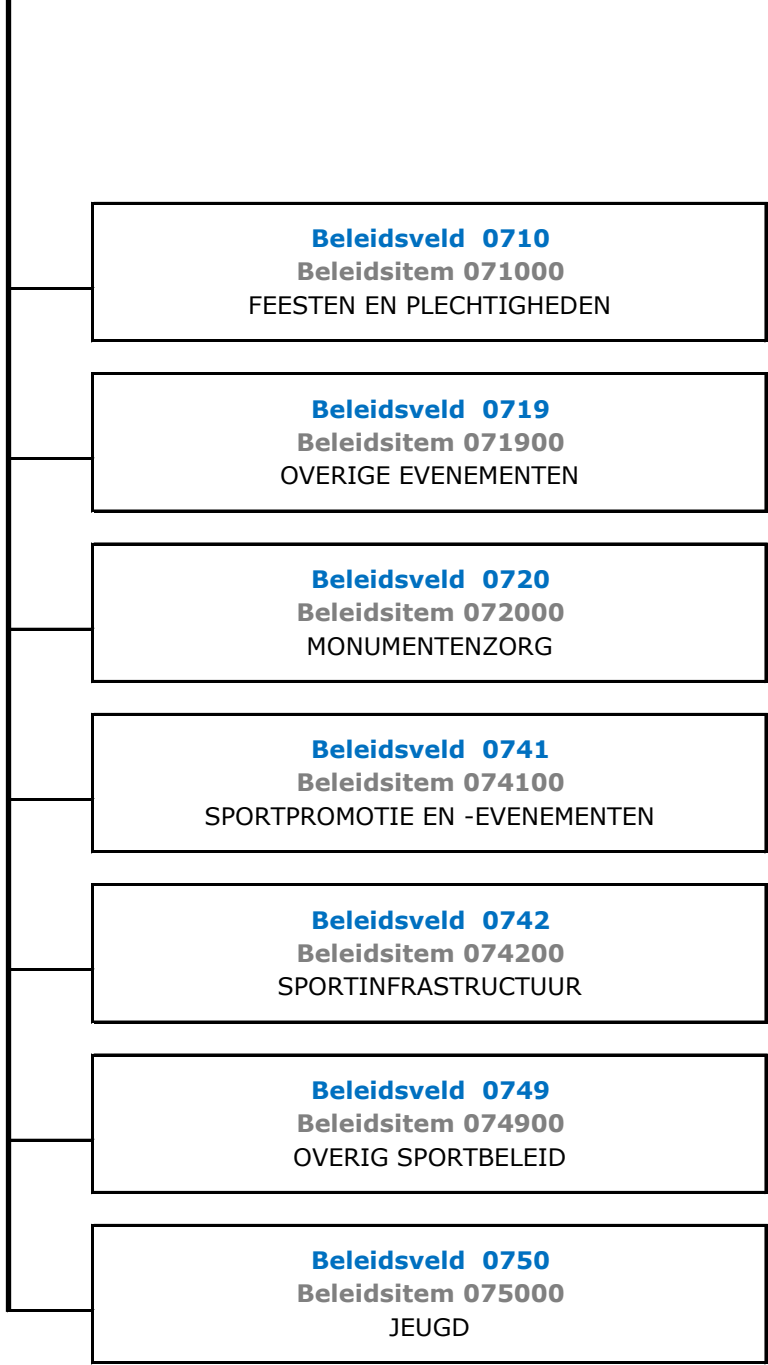 Beleidsveld  0710
Beleidsitem 071000
FEESTEN EN PLECHTIGHEDEN
Beleidsveld  0719
Beleidsitem 071900
OVERIGE EVENEMENTEN
Beleidsveld  0720
Beleidsitem 072000
MONUMENTENZORG
Beleidsveld  0741
Beleidsitem 074100
SPORTPROMOTIE EN -EVENEMENTEN
Beleidsveld  0742
Beleidsitem 074200
SPORTINFRASTRUCTUUR
Beleidsveld  0749
Beleidsitem 074900
OVERIG SPORTBELEID
Beleidsveld  0750
Beleidsitem 075000
JEUGD